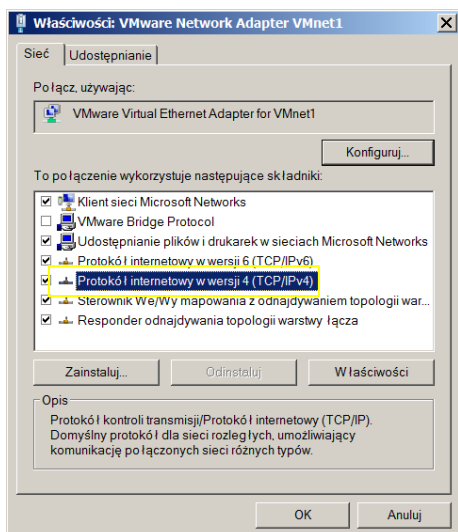 Właściwości: VMware Network Adapter VMnet1
Sieć
Udostępnianie
Połącz, używając:
VMware Virtual Ethernet Adapter for VMnet1
Konfiguruj...
To połączenie wykorzystuje następujące składniki:
Klient sieci Microsoft Networks
VMware Bridge Protocol
Udostępnianie plików i drukarek w sieciach Microsoft Networks
Protokół internetowy w wersji 6 (TCP/IPv6)
Protokół internetowy w wersji 4 (TCP/IPv4)
Sterownik We/Wy mapowania z odnajdywaniem topologii war...
Responder odnajdywania topologii warstwy łącza
Zainstaluj...
Odinstaluj
Właściwości
Opis
Protokół kontroli transmisji/Protokół internetowy (TCP/IP).
Domyślny protokół dla sieci rozległych, umożliwiający
komunikację połączonych sieci różnych typów.
OK
Anuluj